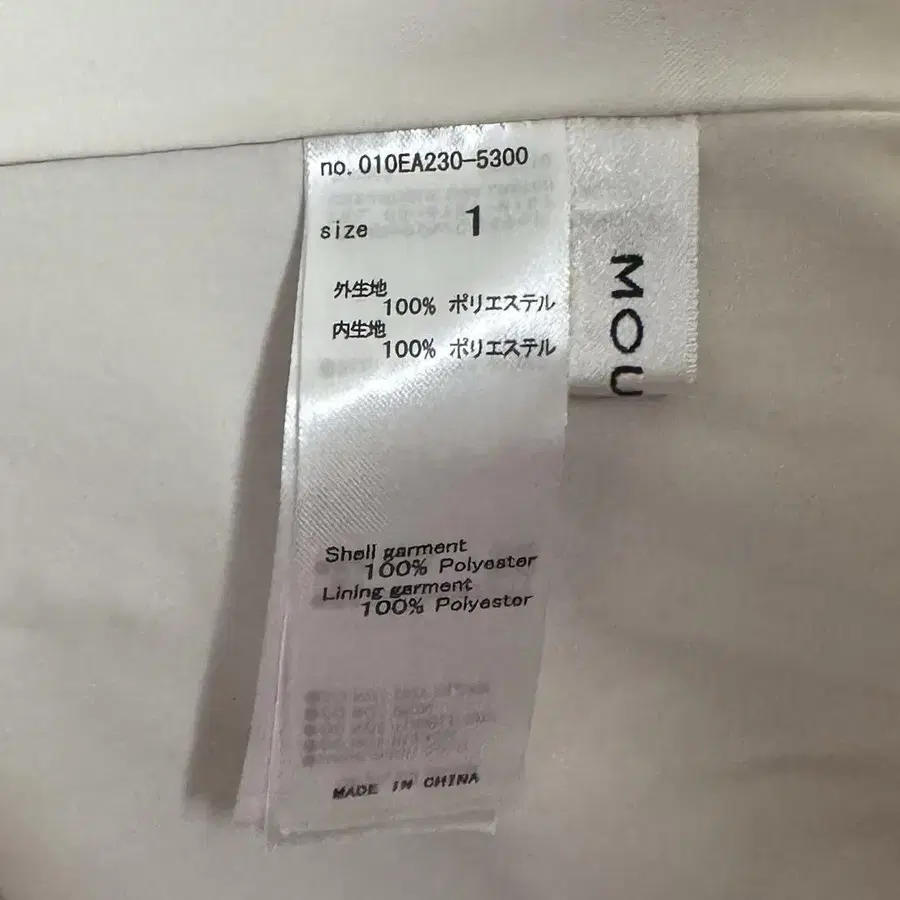 no. 010EA230-5300
size 1
外生地
100% ポリエステル
内生地
100% ポリエステル
Shell garment
100% Polyester
Lining garment
100% Polyester
MADE IN CHINA
MOU